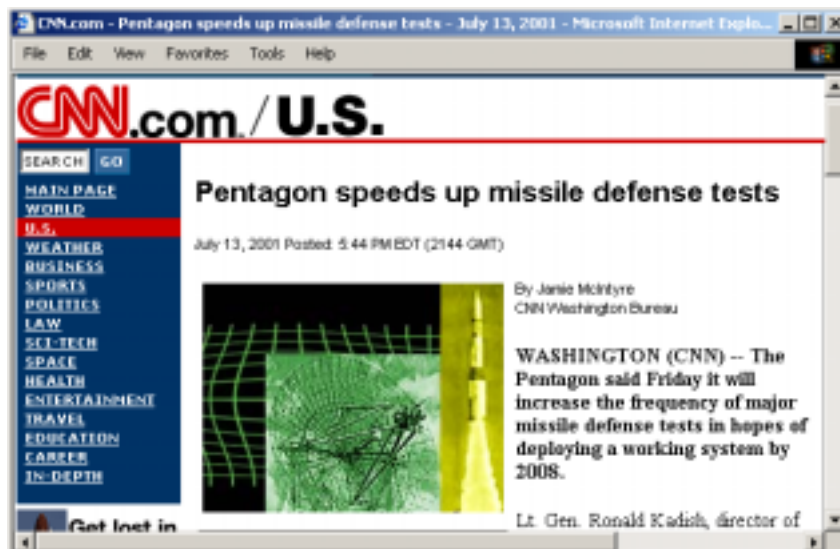 CNN.com - Pentagon speeds up missile defense tests - July 13, 2001 - Microsoft Internet Explo...
File Edit View Favorites Tools Help
CNN.com./U.S.
SEARCH GO
MAIN PAGE
WORLD
U.S.
WEATHER
BUSINESS
SPORTS
POLITICS
LAW
SCI-TECH
SPACE
HEALTH
ENTERTAINMENT
TRAVEL
EDUCATION
CAREER
IN-DEPTH
Get lost in
Pentagon speeds up missile defense tests
July 13, 2001 Posted: 5:44 PM EDT (2144 GMT)
By Jamie McIntyre
CNN Washington Bureau
WASHINGTON (CNN) -- The
Pentagon said Friday it will
increase the frequency of major
missile defense tests in hopes of
deploying a working system by
2008.
Lt. Gen. Ronald Kadish, director of